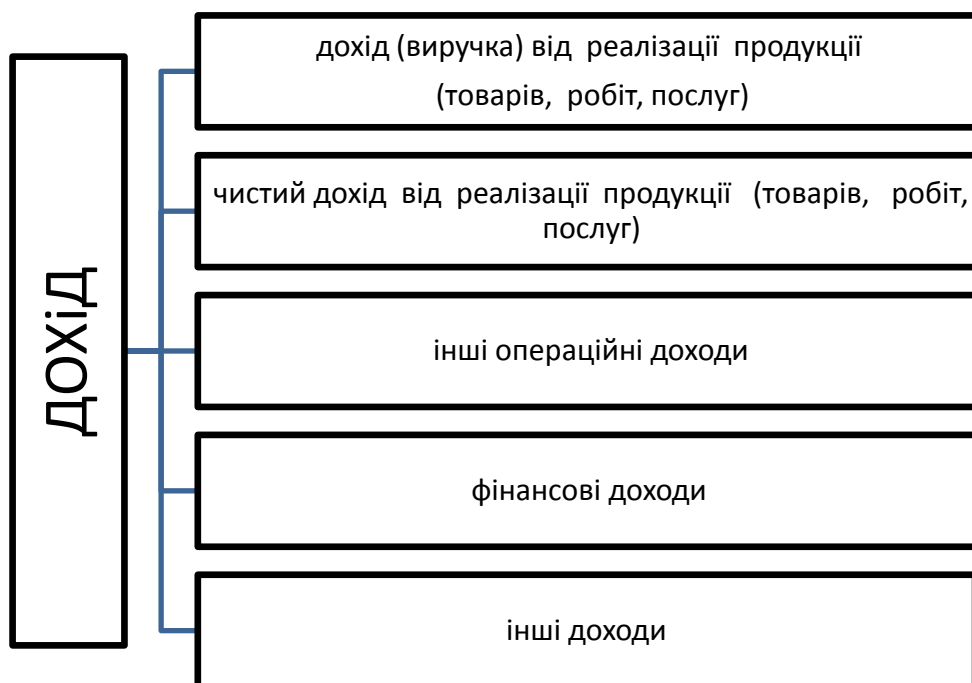 дохід
дохід (виручка) від реалізації продукції
(товарів, робіт, послуг)
чистий дохід від реалізації продукції (товарів, робіт,
послуг)
інші операційні доходи
фінансові доходи
інші доходи